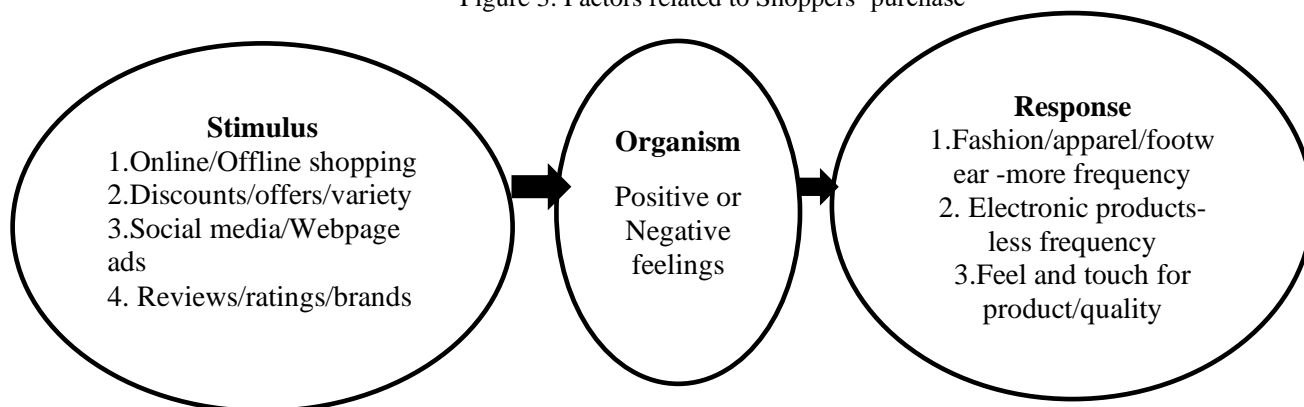 Figure 3: Factors related to Shoppers' purchase
Stimulus
1.Online/Offline shopping
2.Discounts/offers/variety
3.Social media/Webpage
ads
4. Reviews/ratings/brands
Organism
Positive or
Negative
feelings
Response
1.Fashion/apparel/footw
ear -more frequency
2. Electronic products-
less frequency
3.Feel and touch for
product/quality